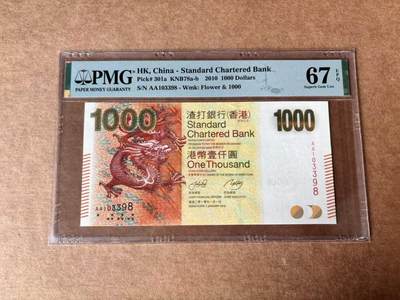 PMG
PAPER MONEY GUARANTY
HK, China - Standard Chartered Bank
Pick# 301a KNB78a-b 2010 1000 Dollars
S/N AA103398 - Wmk: Flower & 1000
67 EPQ
Superb Gem Unc
1000
渣打銀行(香港)
Standard
Chartered Bank
港幣壹仟圓
One Thousand
1000
AA103398
AA103398